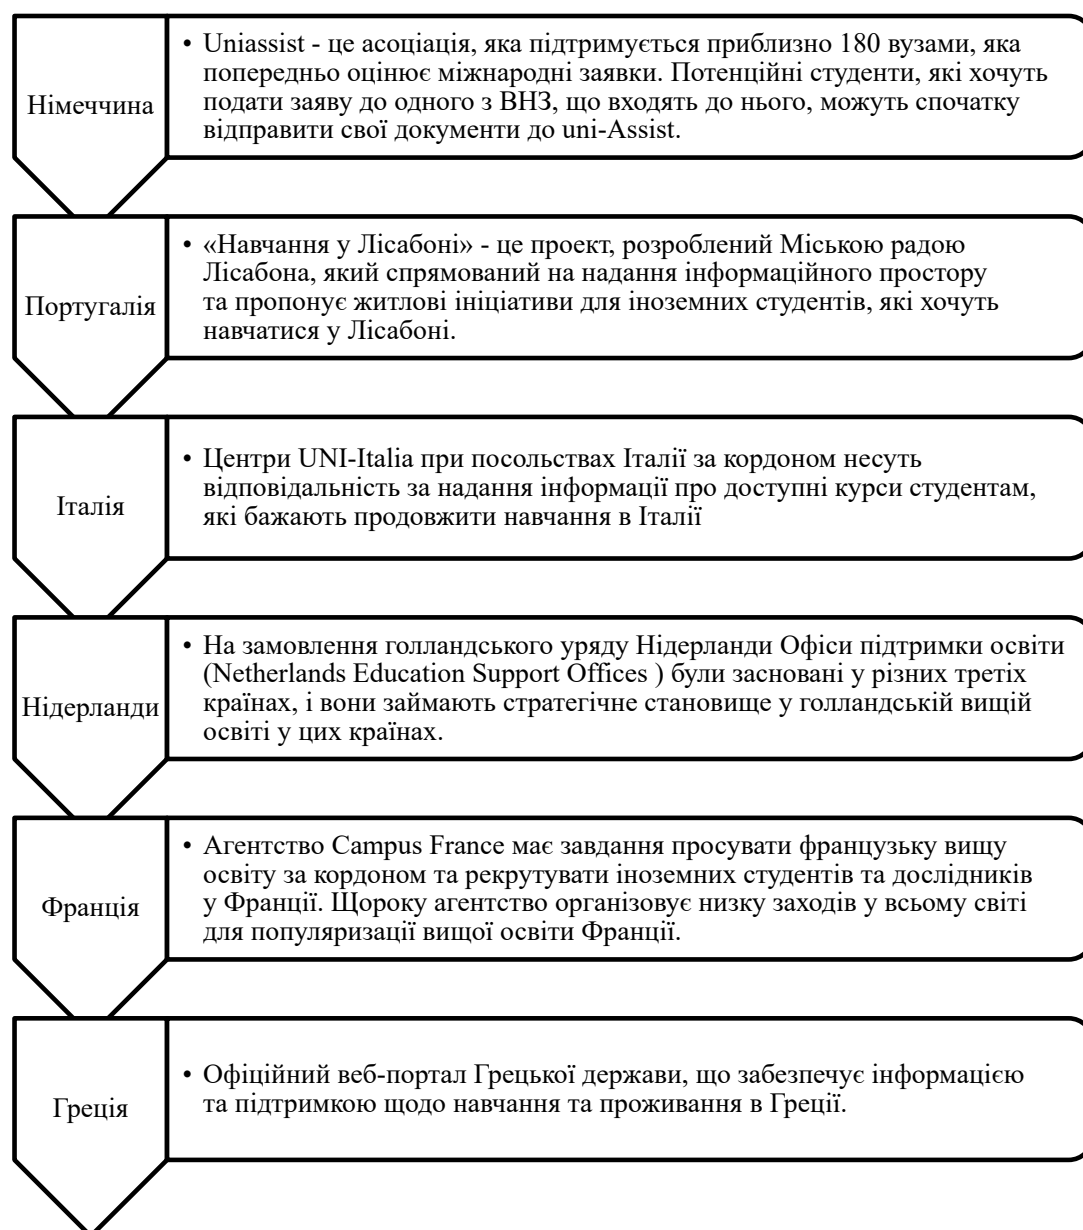 Німеччина
• Uniassist - це асоціація, яка підтримується приблизно 180 вузами, яка
попередньо оцінює міжнародні заявки. Потенційні студенти, які хочуть
подати заяву до одного з ВНЗ, що входять до нього, можуть спочатку
відправити свої документи до uni-Assist.
Португалія
• «Навчання у Лісабоні» - це проект, розроблений Міською радою
Лісабона, який спрямований на надання інформаційного простору
та пропонує житлові ініціативи для іноземних студентів, які хочуть
навчатися у Лісабоні.
Італія
• Центри UNI-Italia при посольствах Італії за кордоном несуть
відповідальність за надання інформації про доступні курси студентам,
які бажають продовжити навчання в Італії
Нідерланди
• На замовлення голландського уряду Нідерланди Офіси підтримки освіти
(Netherlands Education Support Offices ) були засновані у різних третіх
країнах, і вони займають стратегічне становище у голландській вищій
освіті у цих країнах.
Франція
• Агентство Campus France має завдання просувати французьку вищу
освіту за кордоном та рекрутувати іноземних студентів та дослідників
у Франції. Щороку агентство організовує низку заходів у всьому світі
для популяризації вищої освіти Франції.
Греція
• Офіційний веб-портал Грецької держави, що забезпечує інформацією
та підтримкою щодо навчання та проживання в Греції.